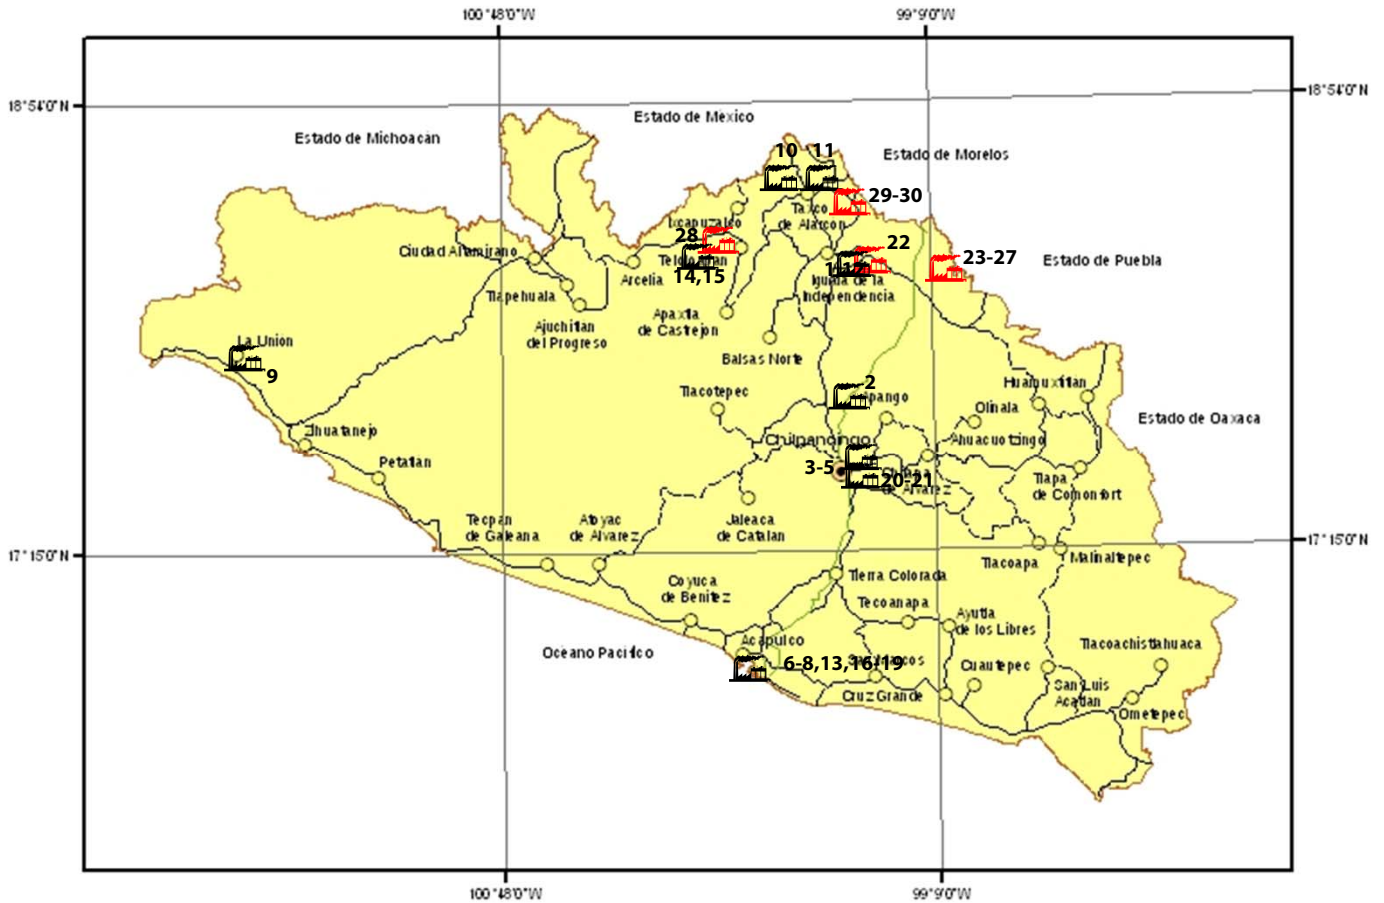 100°48'0"W
99°9'0"W
18°54'0"N
18°54'0"N
Estado de México
Estado de Michoacán
Estado de Morelos
10
11
29-30
Ixcapuzalco
Taxco
de Alarcon
28
22
23-27
Ciudad Altamirano
Estado de Puebla
14,15
Arcelia
Iguala de la
Independencia
Tlapehuala
Apaxtla
de Castrejon
Ajuchitlan
del Progreso
La Union
Balsas Norte
9
2
Huamuxtitlan
Tlacotepec
Olinala
Estado de Oaxaca
Zihuatanejo
Chilpancingo
Ahuacuotzingo
Petatlan
3-5
de Alvarez
20-21
Tlapa
de Comonfort
Tecpan
de Galeana
Atoyac
de Alvarez
Jaleaca
de Catalan
17°15'0"N
17°15'0"N
Tlacoapa
Malinaltepec
Tierra Colorada
Coyuca
de Benitez
Tecoanapa
Ayutla
de los Libres
Acapulco
Tlacoachistlahuaca
Oceano Pacifico
6-8,13,16,19
Cuautepec
Cruz Grande
San Luis
Acatlan
Ometepec
100°48'0"W
99°9'0"W